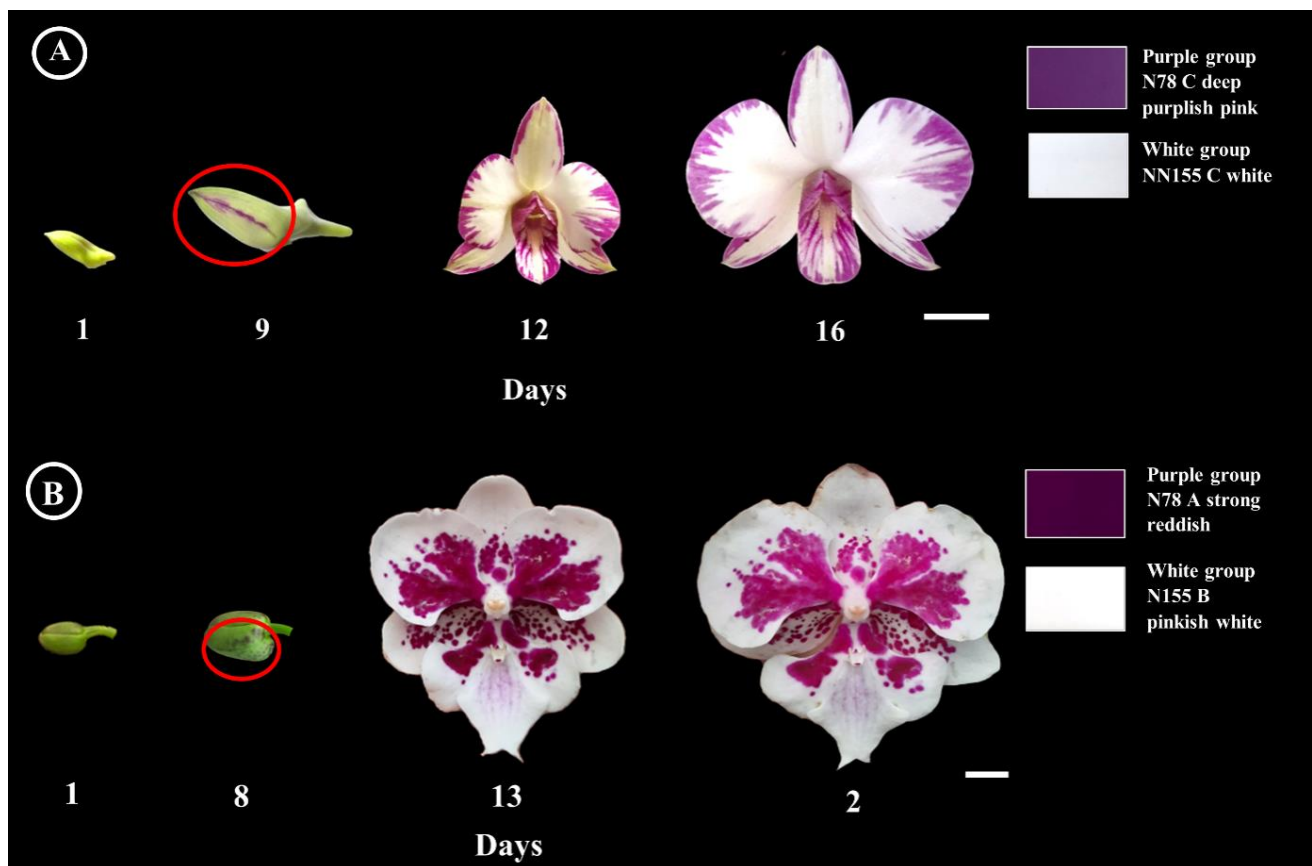 A
Purple group
N78 C deep
purplish pink
White group
NN155 C white
1
9
12
16
Days
B
Purple group
N78 A strong
reddish
White group
N155 B
pinkish white
1
8
13
2
Days